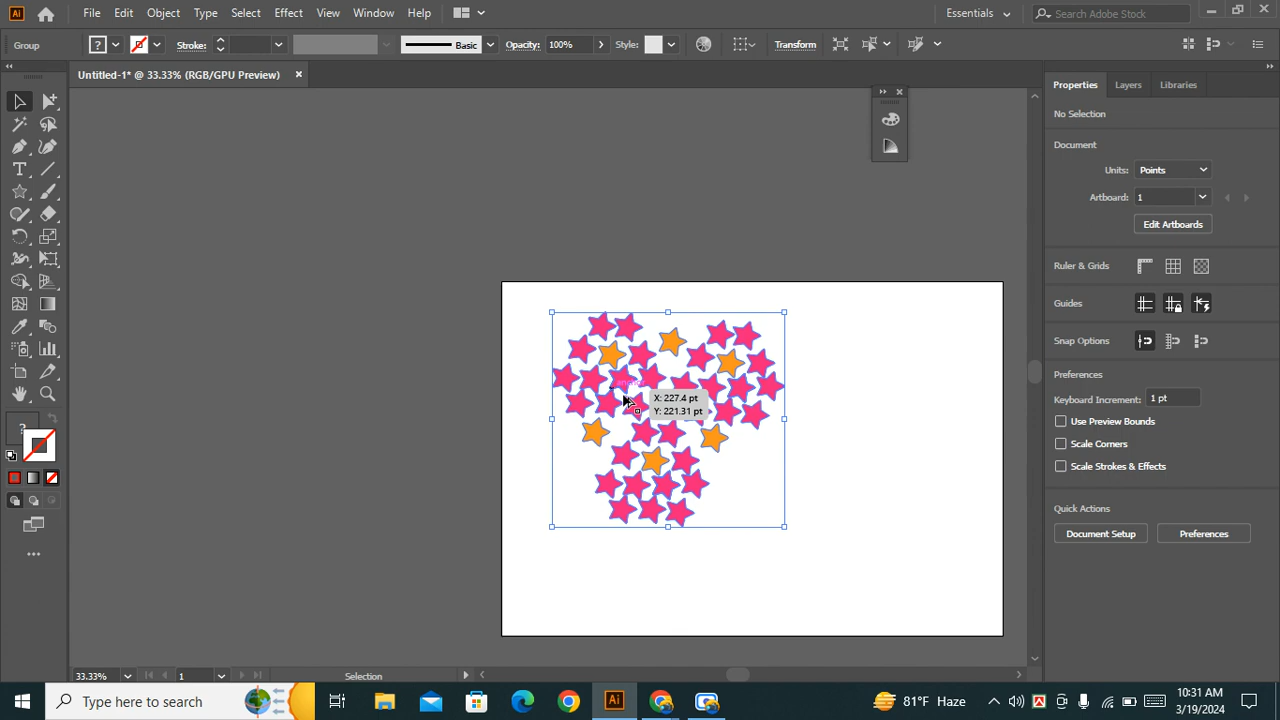 Ai File Edit Object Type Select Effect View Window Help Essentials Search Adobe Stock
Group ? Stroke: Basic Opacity: 100% Style: Transform
Untitled-1* @ 33.33% (RGB/GPU Preview)
Properties Layers Libraries
No Selection
Document
Units: Points
Artboard: 1
Edit Artboards
Ruler & Grids
Guides
Snap Options
Preferences
Keyboard Increment: 1 pt
Use Preview Bounds
Scale Corners
Scale Strokes & Effects
Quick Actions
Document Setup Preferences
anchor
X: 227.4 pt
Y: 221.31 pt
?
33.33% 1 Selection
Type here to search Ai 81°F Haze 10:31 AM
3/19/2024